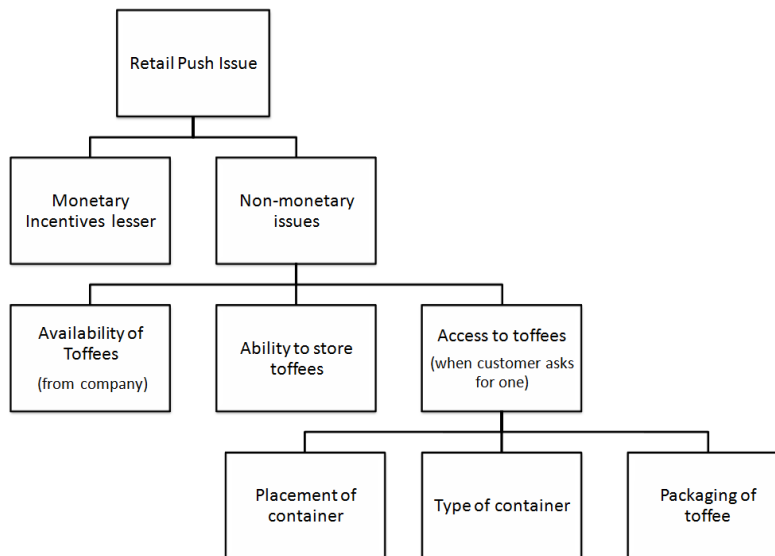 Retail Push Issue
Monetary
Incentives lesser
Non-monetary
issues
Availability of
Toffees
(from company)
Ability to store
toffees
Access to toffees
(when customer asks
for one)
Placement of
container
Type of container
Packaging of
toffee